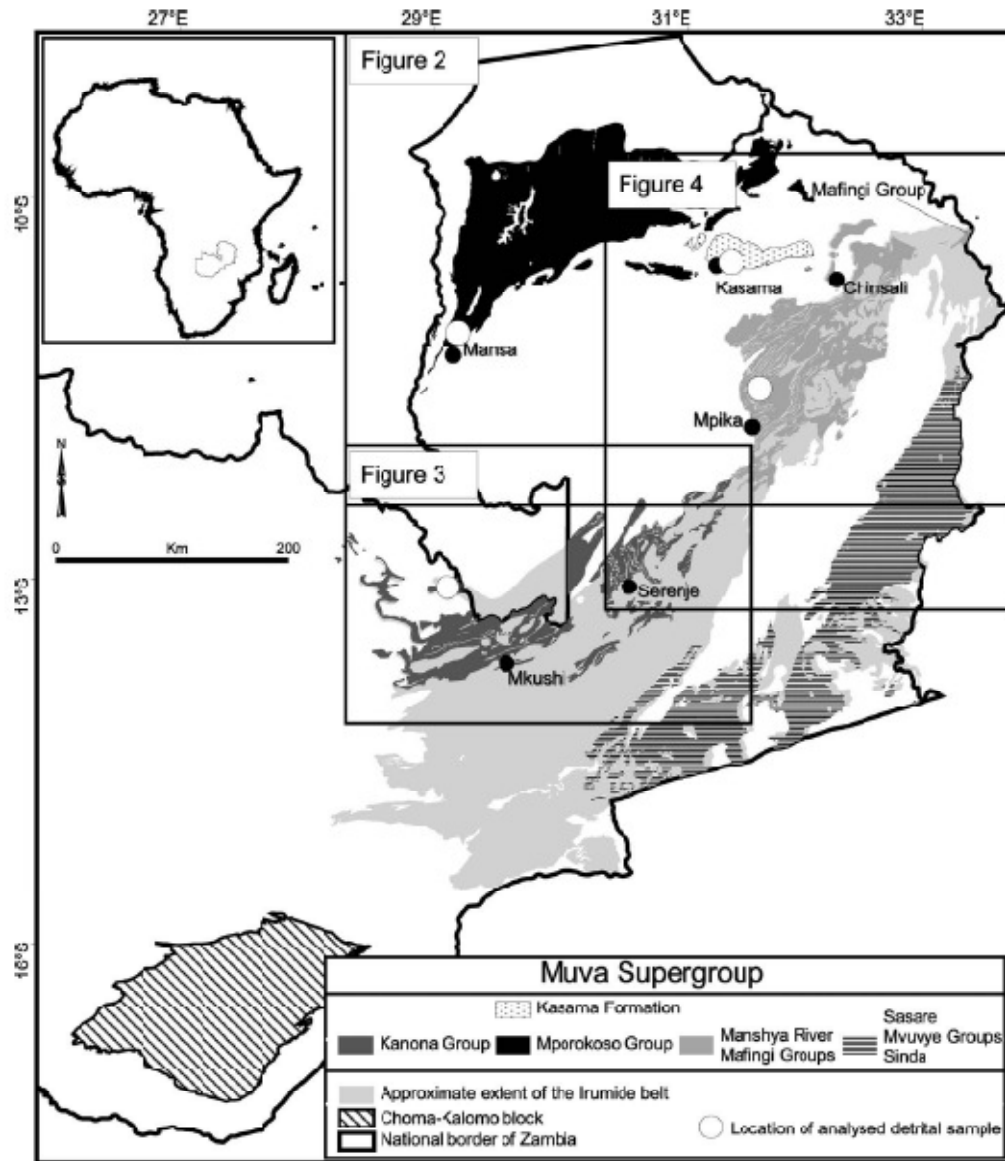 27°E 29°E 31°E 33°E
Figure 2
Figure 4
Mafingi Group
10°S
Kasama
Chinsali
Mansa
Mpika
N
Figure 3
0 200
Km
13°S
Serenje
Mkushi
16°S
Muva Supergroup
Kasama Formation
Kanona Group
Mporokoso Group
Manshya River
Mafingi Groups
Sasare
Mvuvye Groups
Sinda
Approximate extent of the Irumide belt
Choma-Kalomo block
National border of Zambia
Location of analysed detrital sample